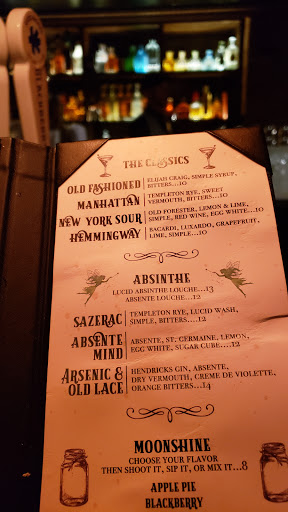 THE CLASSICS
OLD FASHIONED
ELIJAH CRAIG, SIMPLE SYRUP,
BITTERS...10
MANHATTAN
TEMPLETON RYE, SWEET
VERMOUTH, BITTERS...10
NEW YORK SOUR
OLD FORESTER, LEMON & LIME,
SIMPLE, RED WINE, EGG WHITE...10
HEMMINGWAY
BACARDI, LUXARDO, GRAPEFRUIT,
LIME, SIMPLE...10
ABSINTHE
LUCID ABSINTHE LOUCHE...13
ABSENTE LOUCHE...12
SAZERAC
TEMPLETON RYE, LUCID WASH,
SIMPLE, BITTERS....12
ABSENTE
MIND
ABSENTE, ST. GERMAINE, LEMON,
EGG WHITE, SUGAR CUBE....12
ARSENIC &
OLD LACE
HENDRICKS GIN, ABSENTE,
DRY VERMOUTH, CREME DE VIOLETTE,
ORANGE BITTERS...14
MOONSHINE
CHOOSE YOUR FLAVOR
THEN SHOOT IT, SIP IT, OR MIX IT...8
APPLE PIE
BLACKBERRY